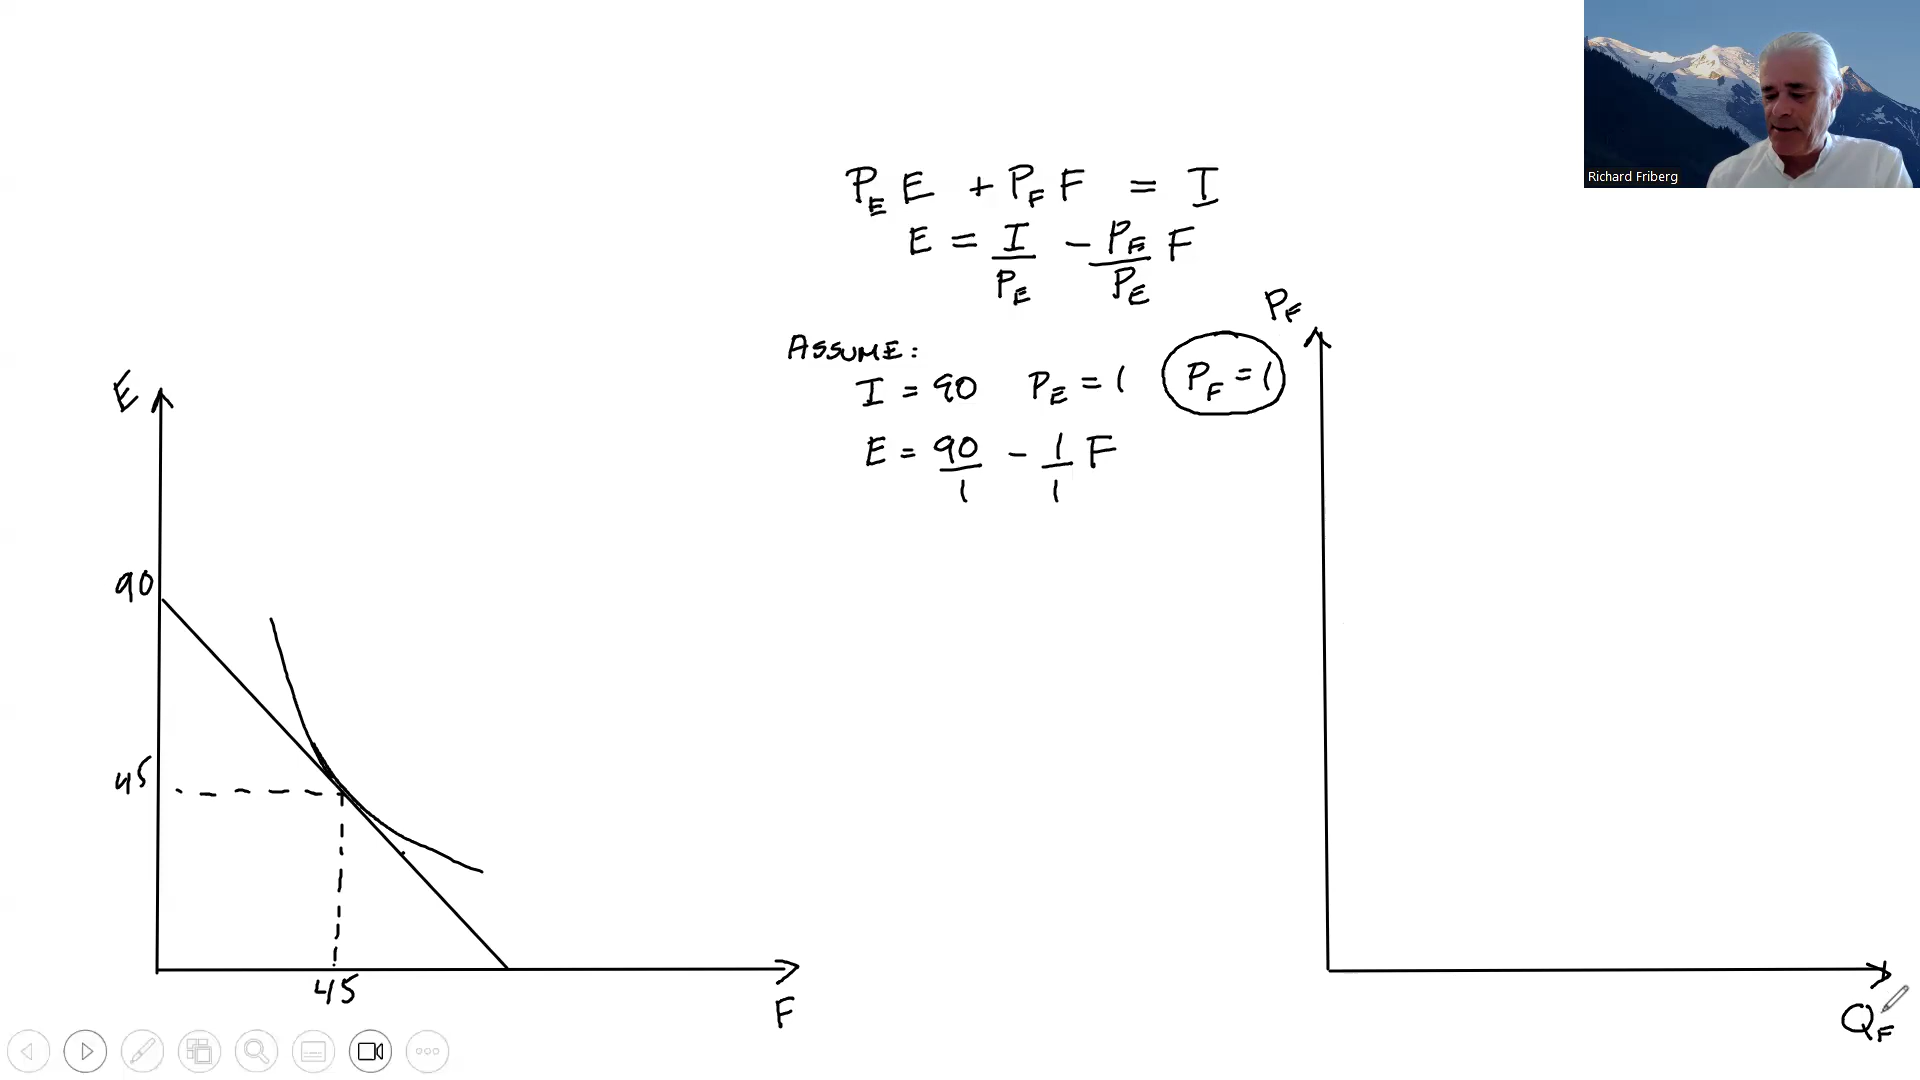 Richard Friberg
P_E E + P_F F = I
E = I/P_E - P_F/P_E F
P_F
ASSUME:
I = 90 P_E = 1 P_F = 1
E
E = 90/1 - 1/1 F
90
45
45
F
Q_F